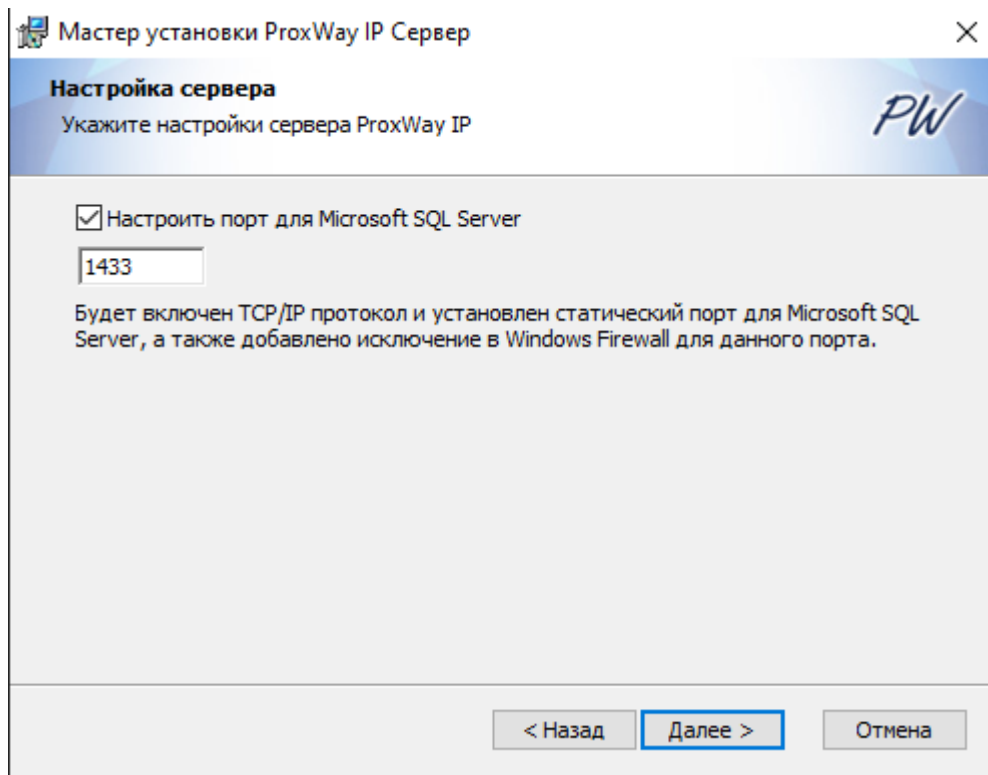 Мастер установки ProxWay IP Сервер
Настройка сервера
Укажите настройки сервера ProxWay IP
PW
Настроить порт для Microsoft SQL Server
1433
Будет включен TCP/IP протокол и установлен статический порт для Microsoft SQL
Server, а также добавлено исключение в Windows Firewall для данного порта.
< Назад
Далее >
Отмена